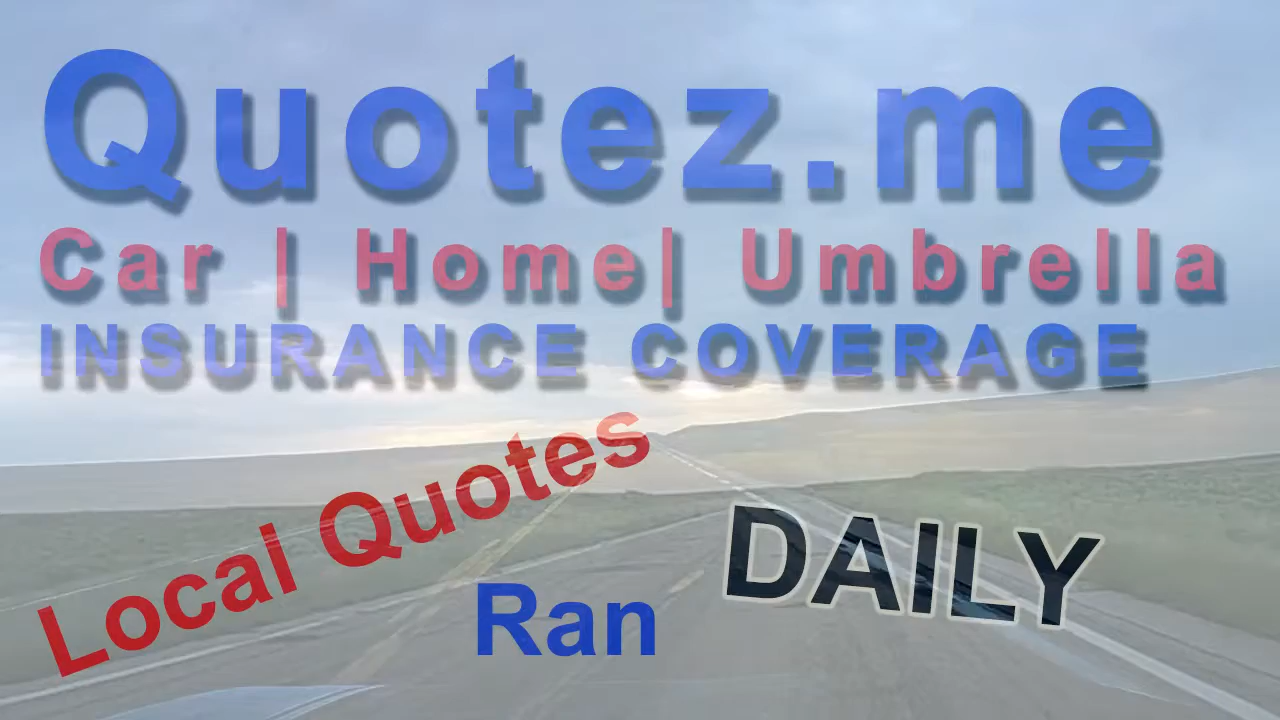 Quotez.me
Car | Home| Umbrella
INSURANCE COVERAGE
Local Quotes
Ran
DAILY